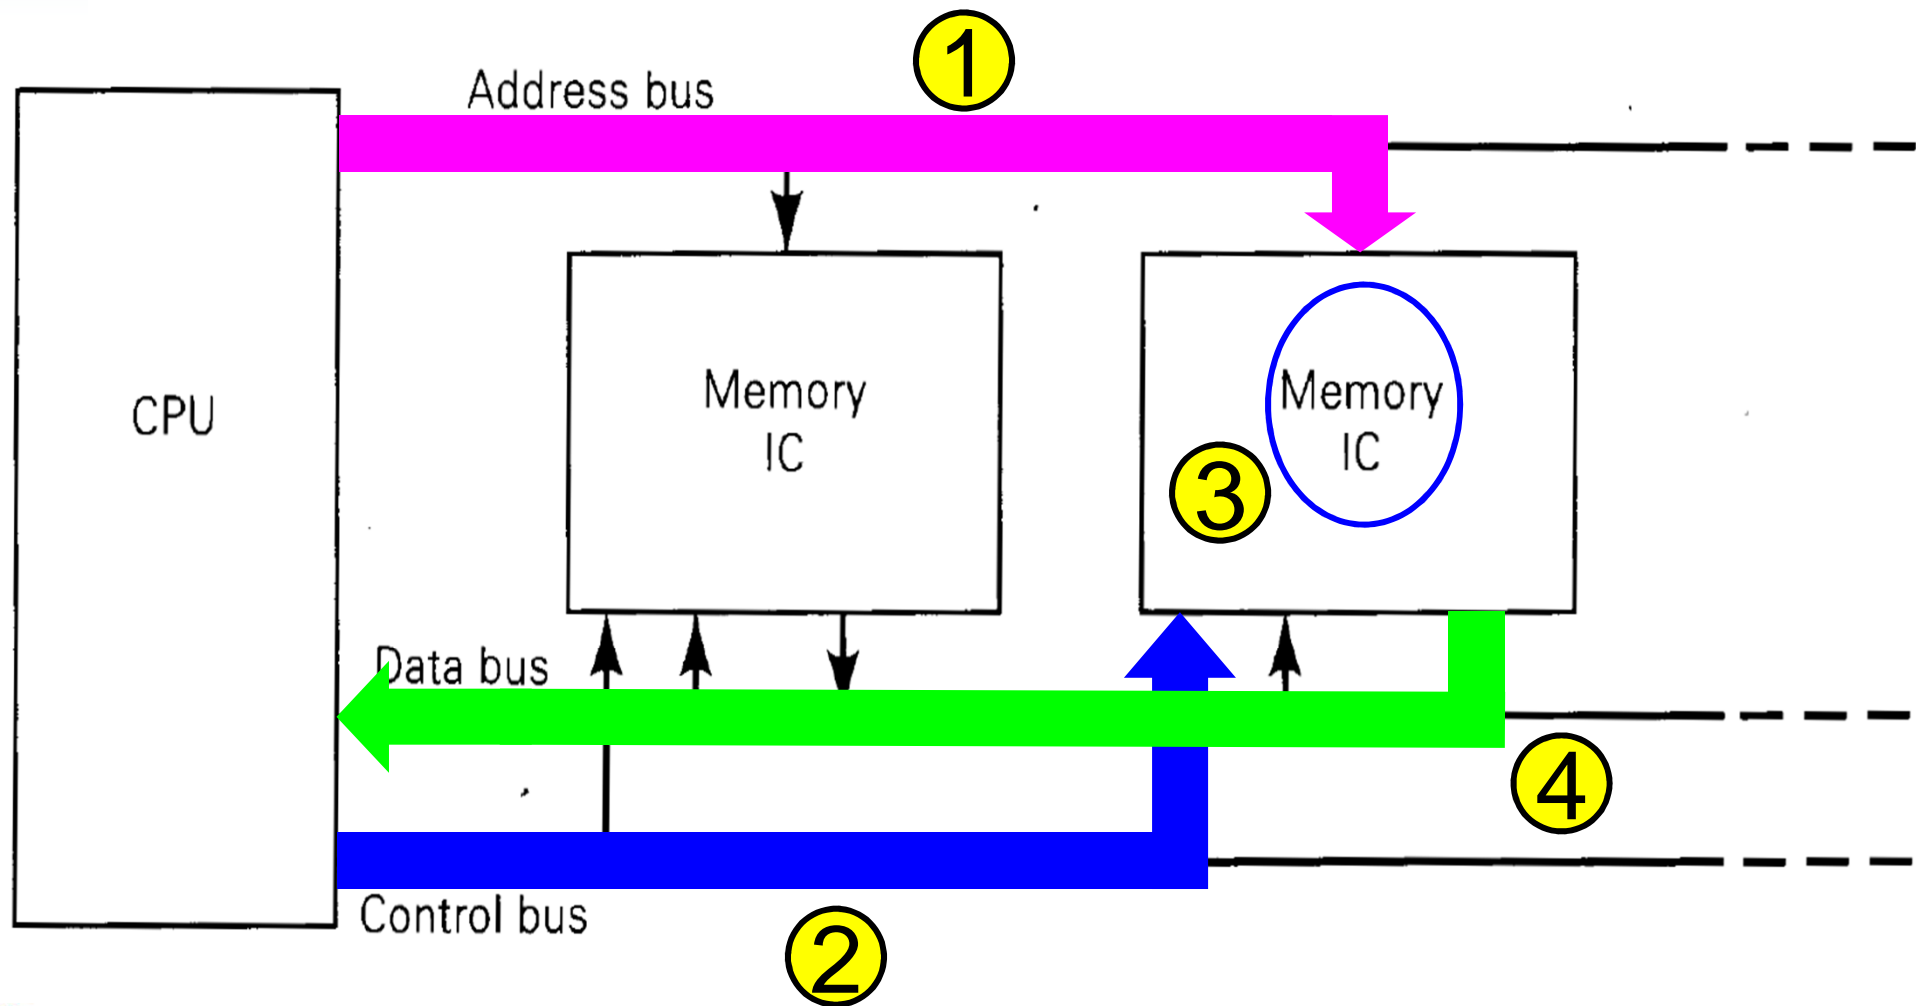 1
Address bus
CPU
Memory
IC
Memory
IC
3
Data bus
4
Control bus
2